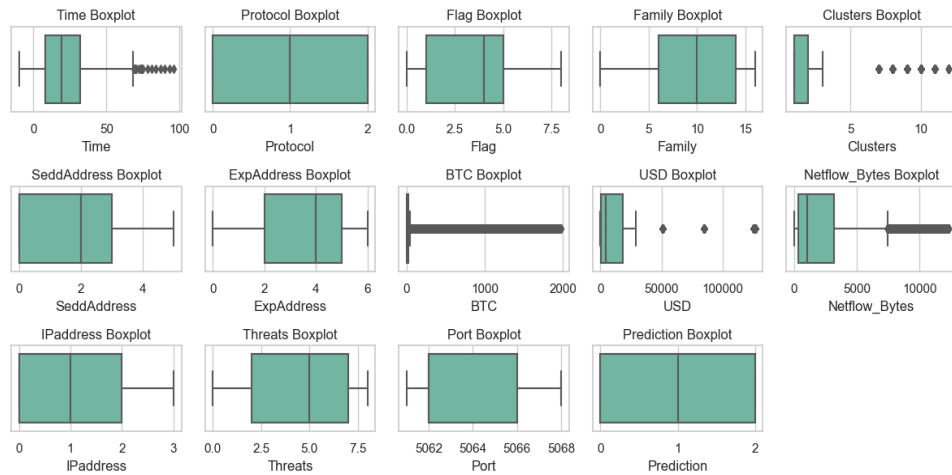 Time Boxplot
0 50 100
Time
Protocol Boxplot
0 1 2
Protocol
Flag Boxplot
0.0 2.5 5.0 7.5
Flag
Family Boxplot
0 5 10 15
Family
Clusters Boxplot
5 10
Clusters
SeddAddress Boxplot
0 2 4
SeddAddress
ExpAddress Boxplot
0 2 4 6
ExpAddress
BTC Boxplot
0 1000 2000
BTC
USD Boxplot
0 50000 100000
USD
Netflow_Bytes Boxplot
0 5000 10000
Netflow_Bytes
IPaddress Boxplot
0 1 2 3
IPaddress
Threats Boxplot
0.0 2.5 5.0 7.5
Threats
Port Boxplot
5062 5064 5066 5068
Port
Prediction Boxplot
0 1 2
Prediction